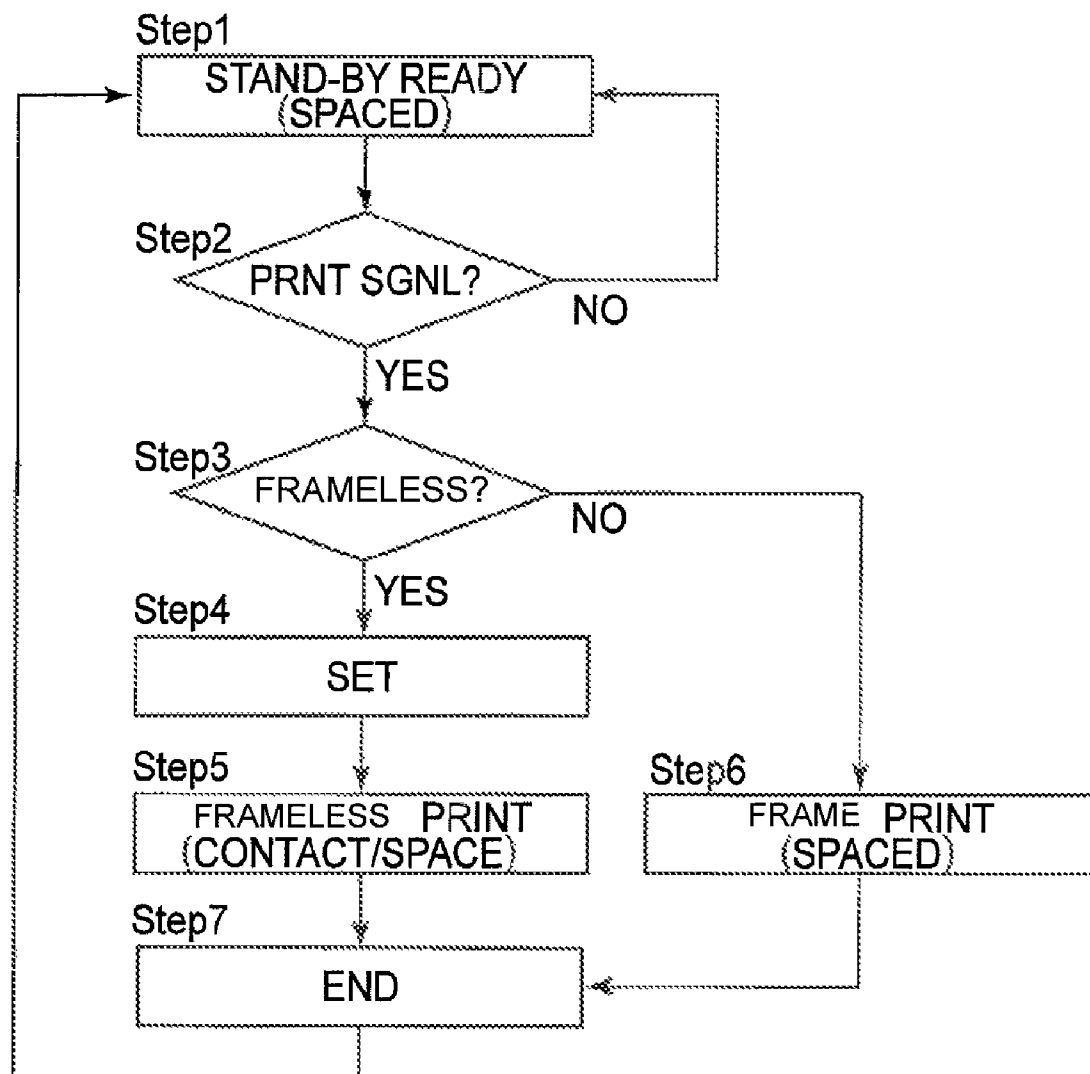 Step1
STAND-BY READY
(SPACED)
Step2
PRNT SGNL?
NO
YES
Step3
FRAMELESS?
NO
YES
Step4
SET
Step5
FRAMELESS PRINT
(CONTACT/SPACE)
Step6
FRAME PRINT
(SPACED)
Step7
END